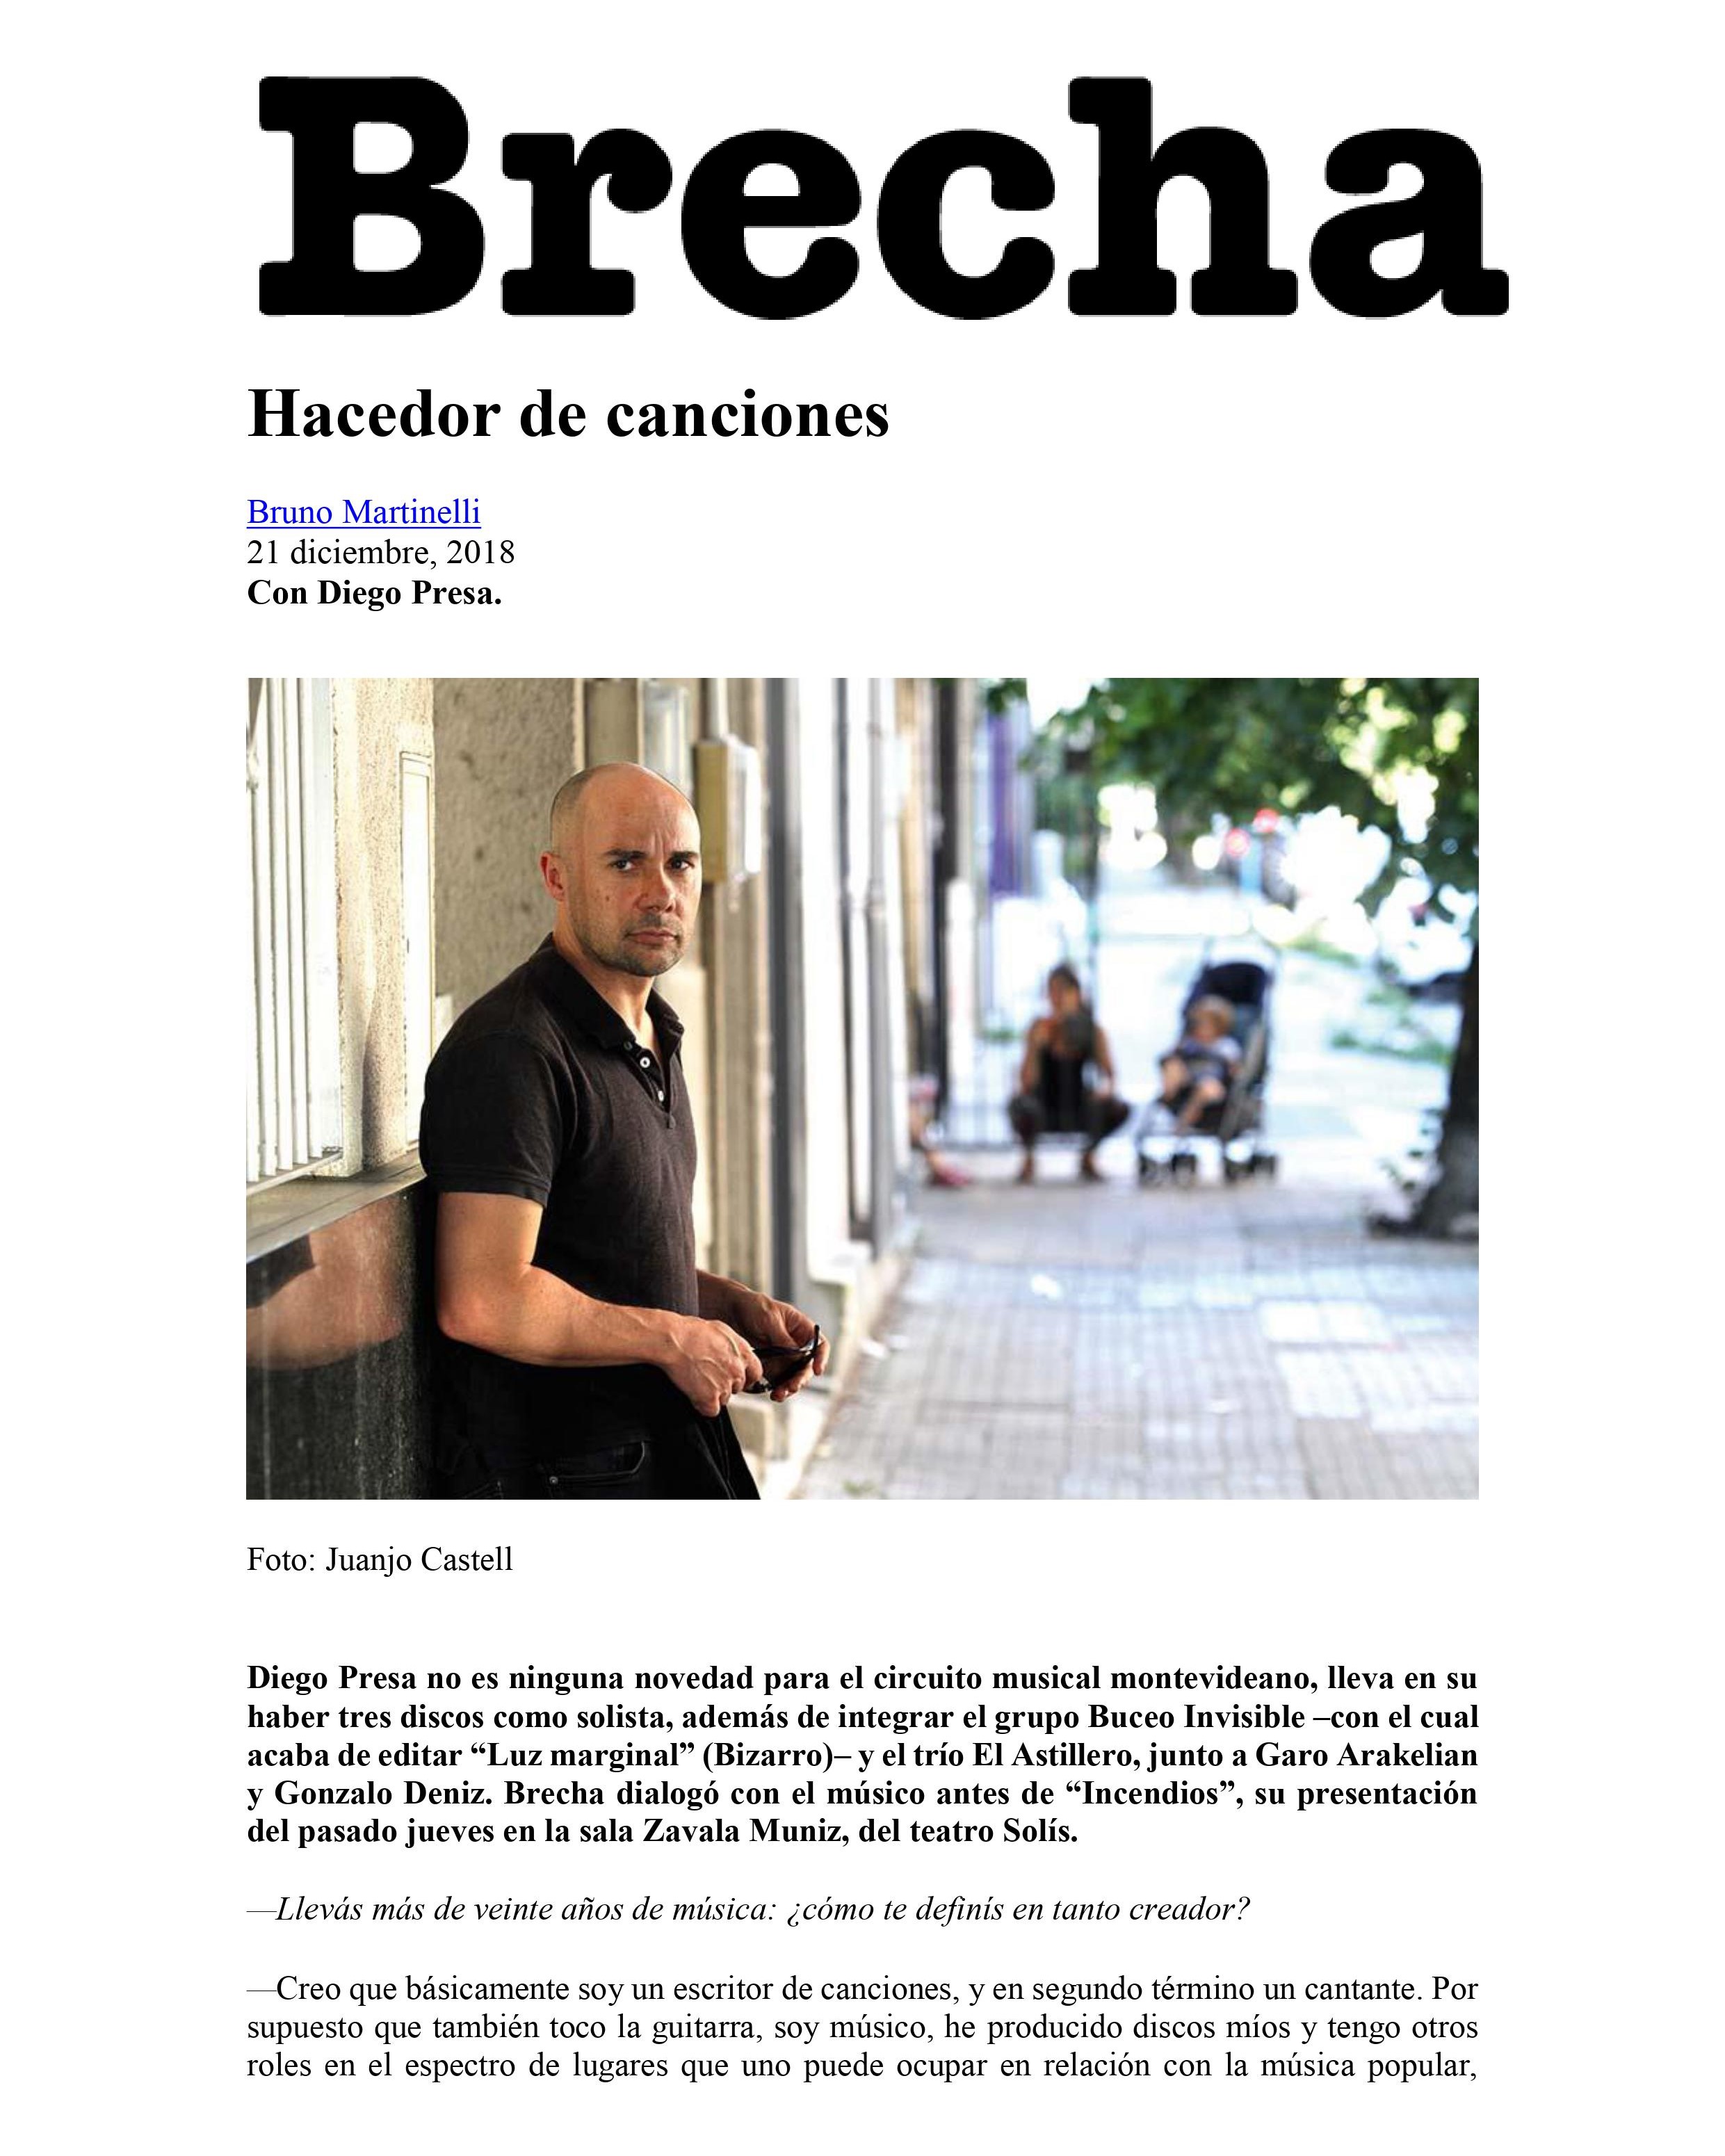 Brecha
Hacedor de canciones
Bruno Martinelli
21 diciembre, 2018
Con Diego Presa.
Foto: Juanjo Castell
Diego Presa no es ninguna novedad para el circuito musical montevideano, lleva en su
haber tres discos como solista, además de integrar el grupo Buceo Invisible –con el cual
acaba de editar “Luz marginal” (Bizarro)– y el trío El Astillero, junto a Garo Arakelian
y Gonzalo Deniz. Brecha dialogó con el músico antes de “Incendios”, su presentación
del pasado jueves en la sala Zavala Muniz, del teatro Solís.
—Llevás más de veinte años de música: ¿cómo te definís en tanto creador?
—Creo que básicamente soy un escritor de canciones, y en segundo término un cantante. Por
supuesto que también toco la guitarra, soy músico, he producido discos míos y tengo otros
roles en el espectro de lugares que uno puede ocupar en relación con la música popular,